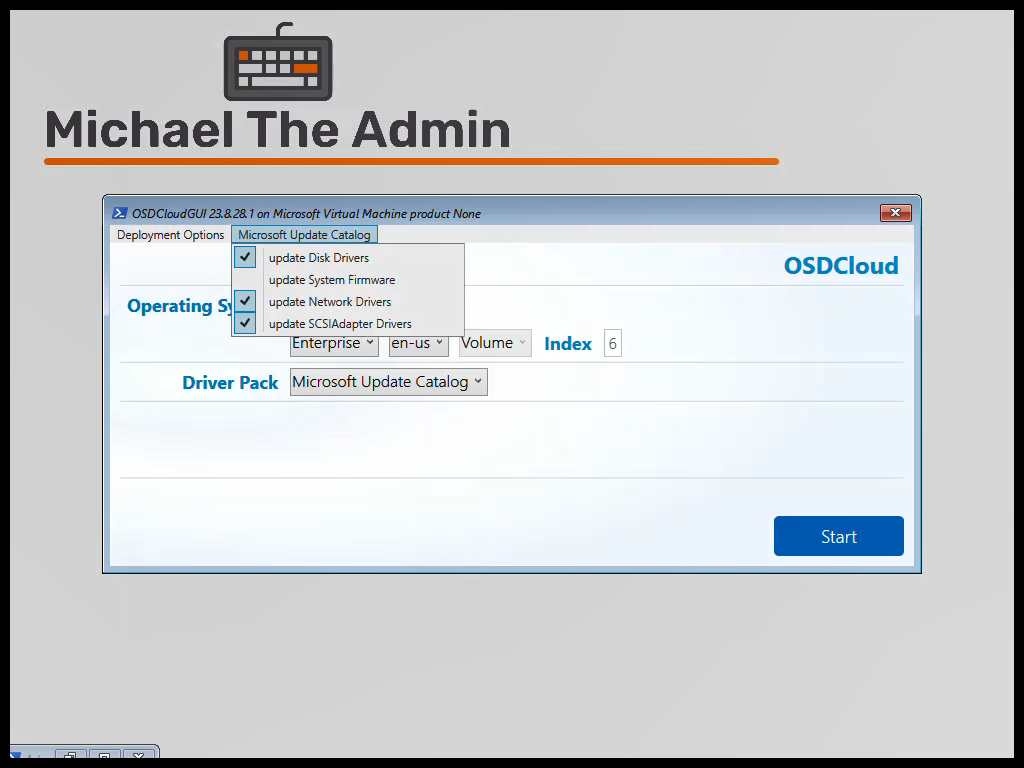 Michael The Admin
OSDCloudGUI 23.8.28.1 on Microsoft Virtual Machine product None
Deployment Options Microsoft Update Catalog
update Disk Drivers
OSDCloud
update System Firmware
update Network Drivers
Operating Sy
update SCSIAdapter Drivers
Enterprise en-us Volume Index 6
Driver Pack Microsoft Update Catalog
Start